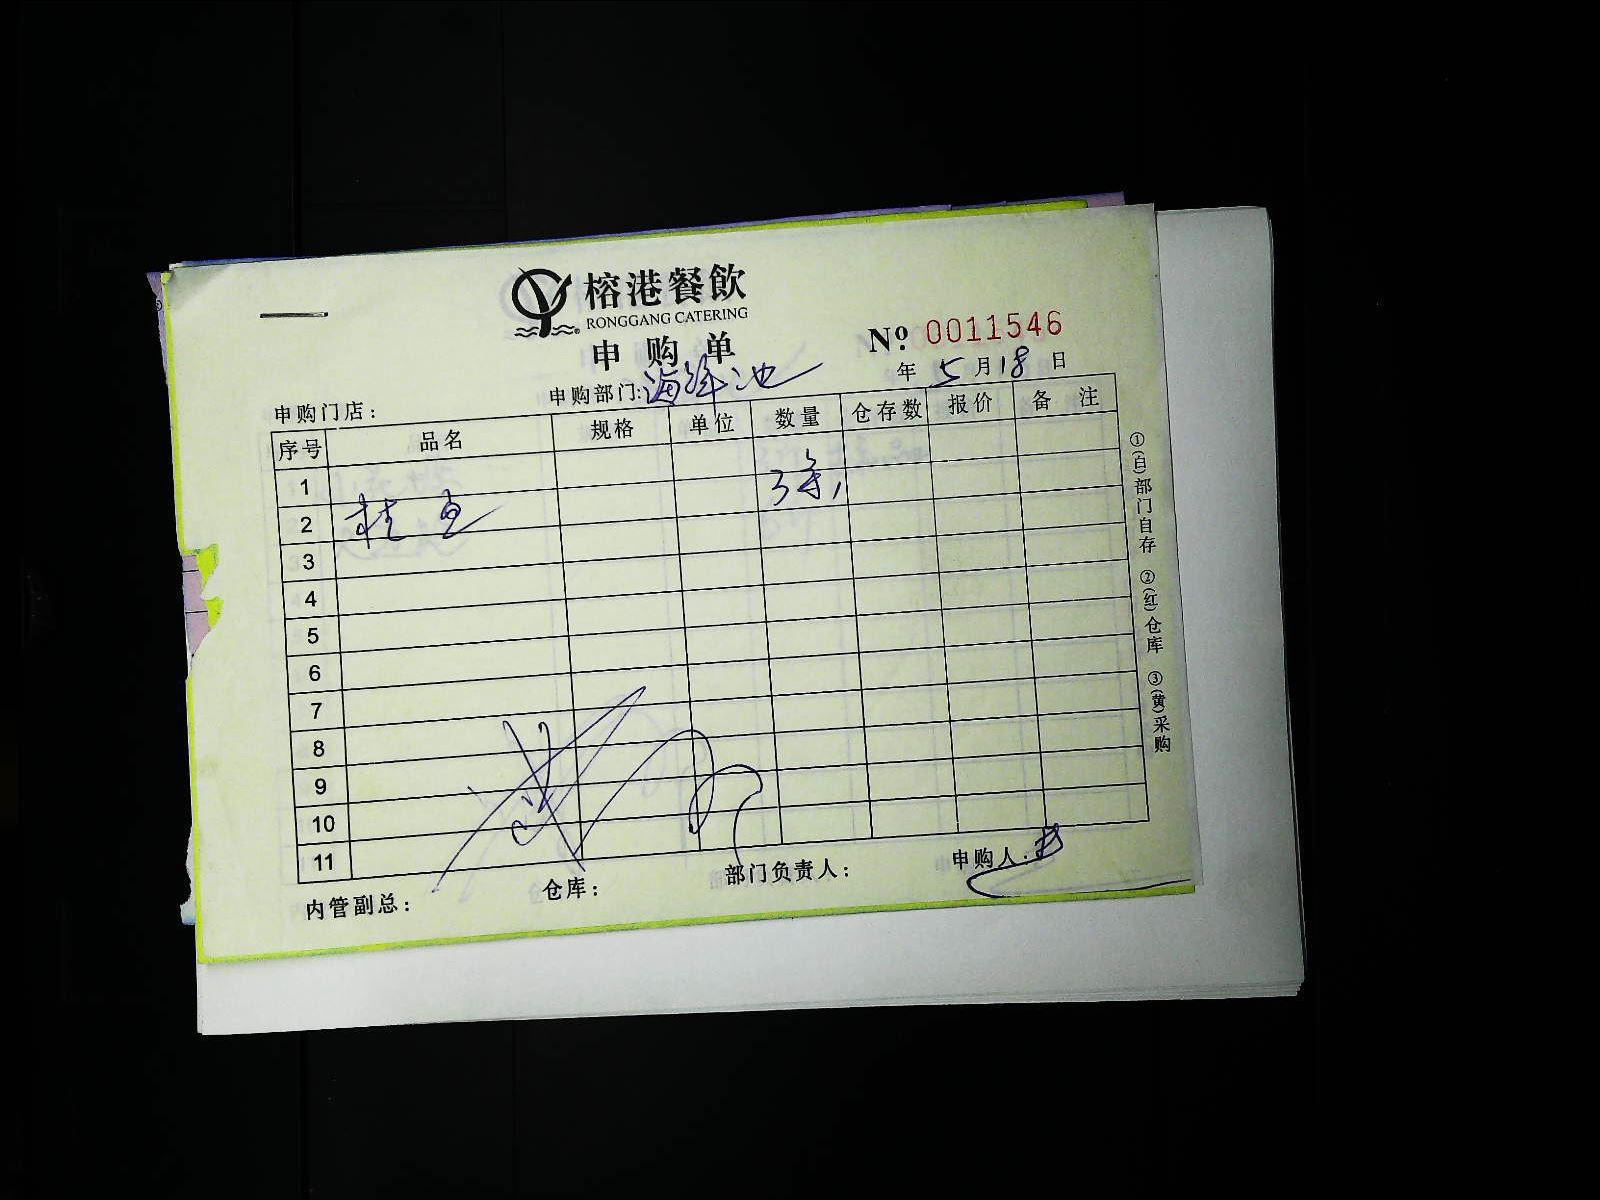 榕港餐飲
RONGGANG CATERING
申购单
№ 0011546
年 5 月 18 日
申购门店： 申购部门: 海鲜池
序号 品名 规格 单位 数量 仓存数 报价 备注
1
2 桂鱼 3条
3
4
5
6
7
8
9
10
11
内管副总： 仓库： 部门负责人： 申购人：
①(白)部门自存 ②(红)仓库 ③(黄)采购